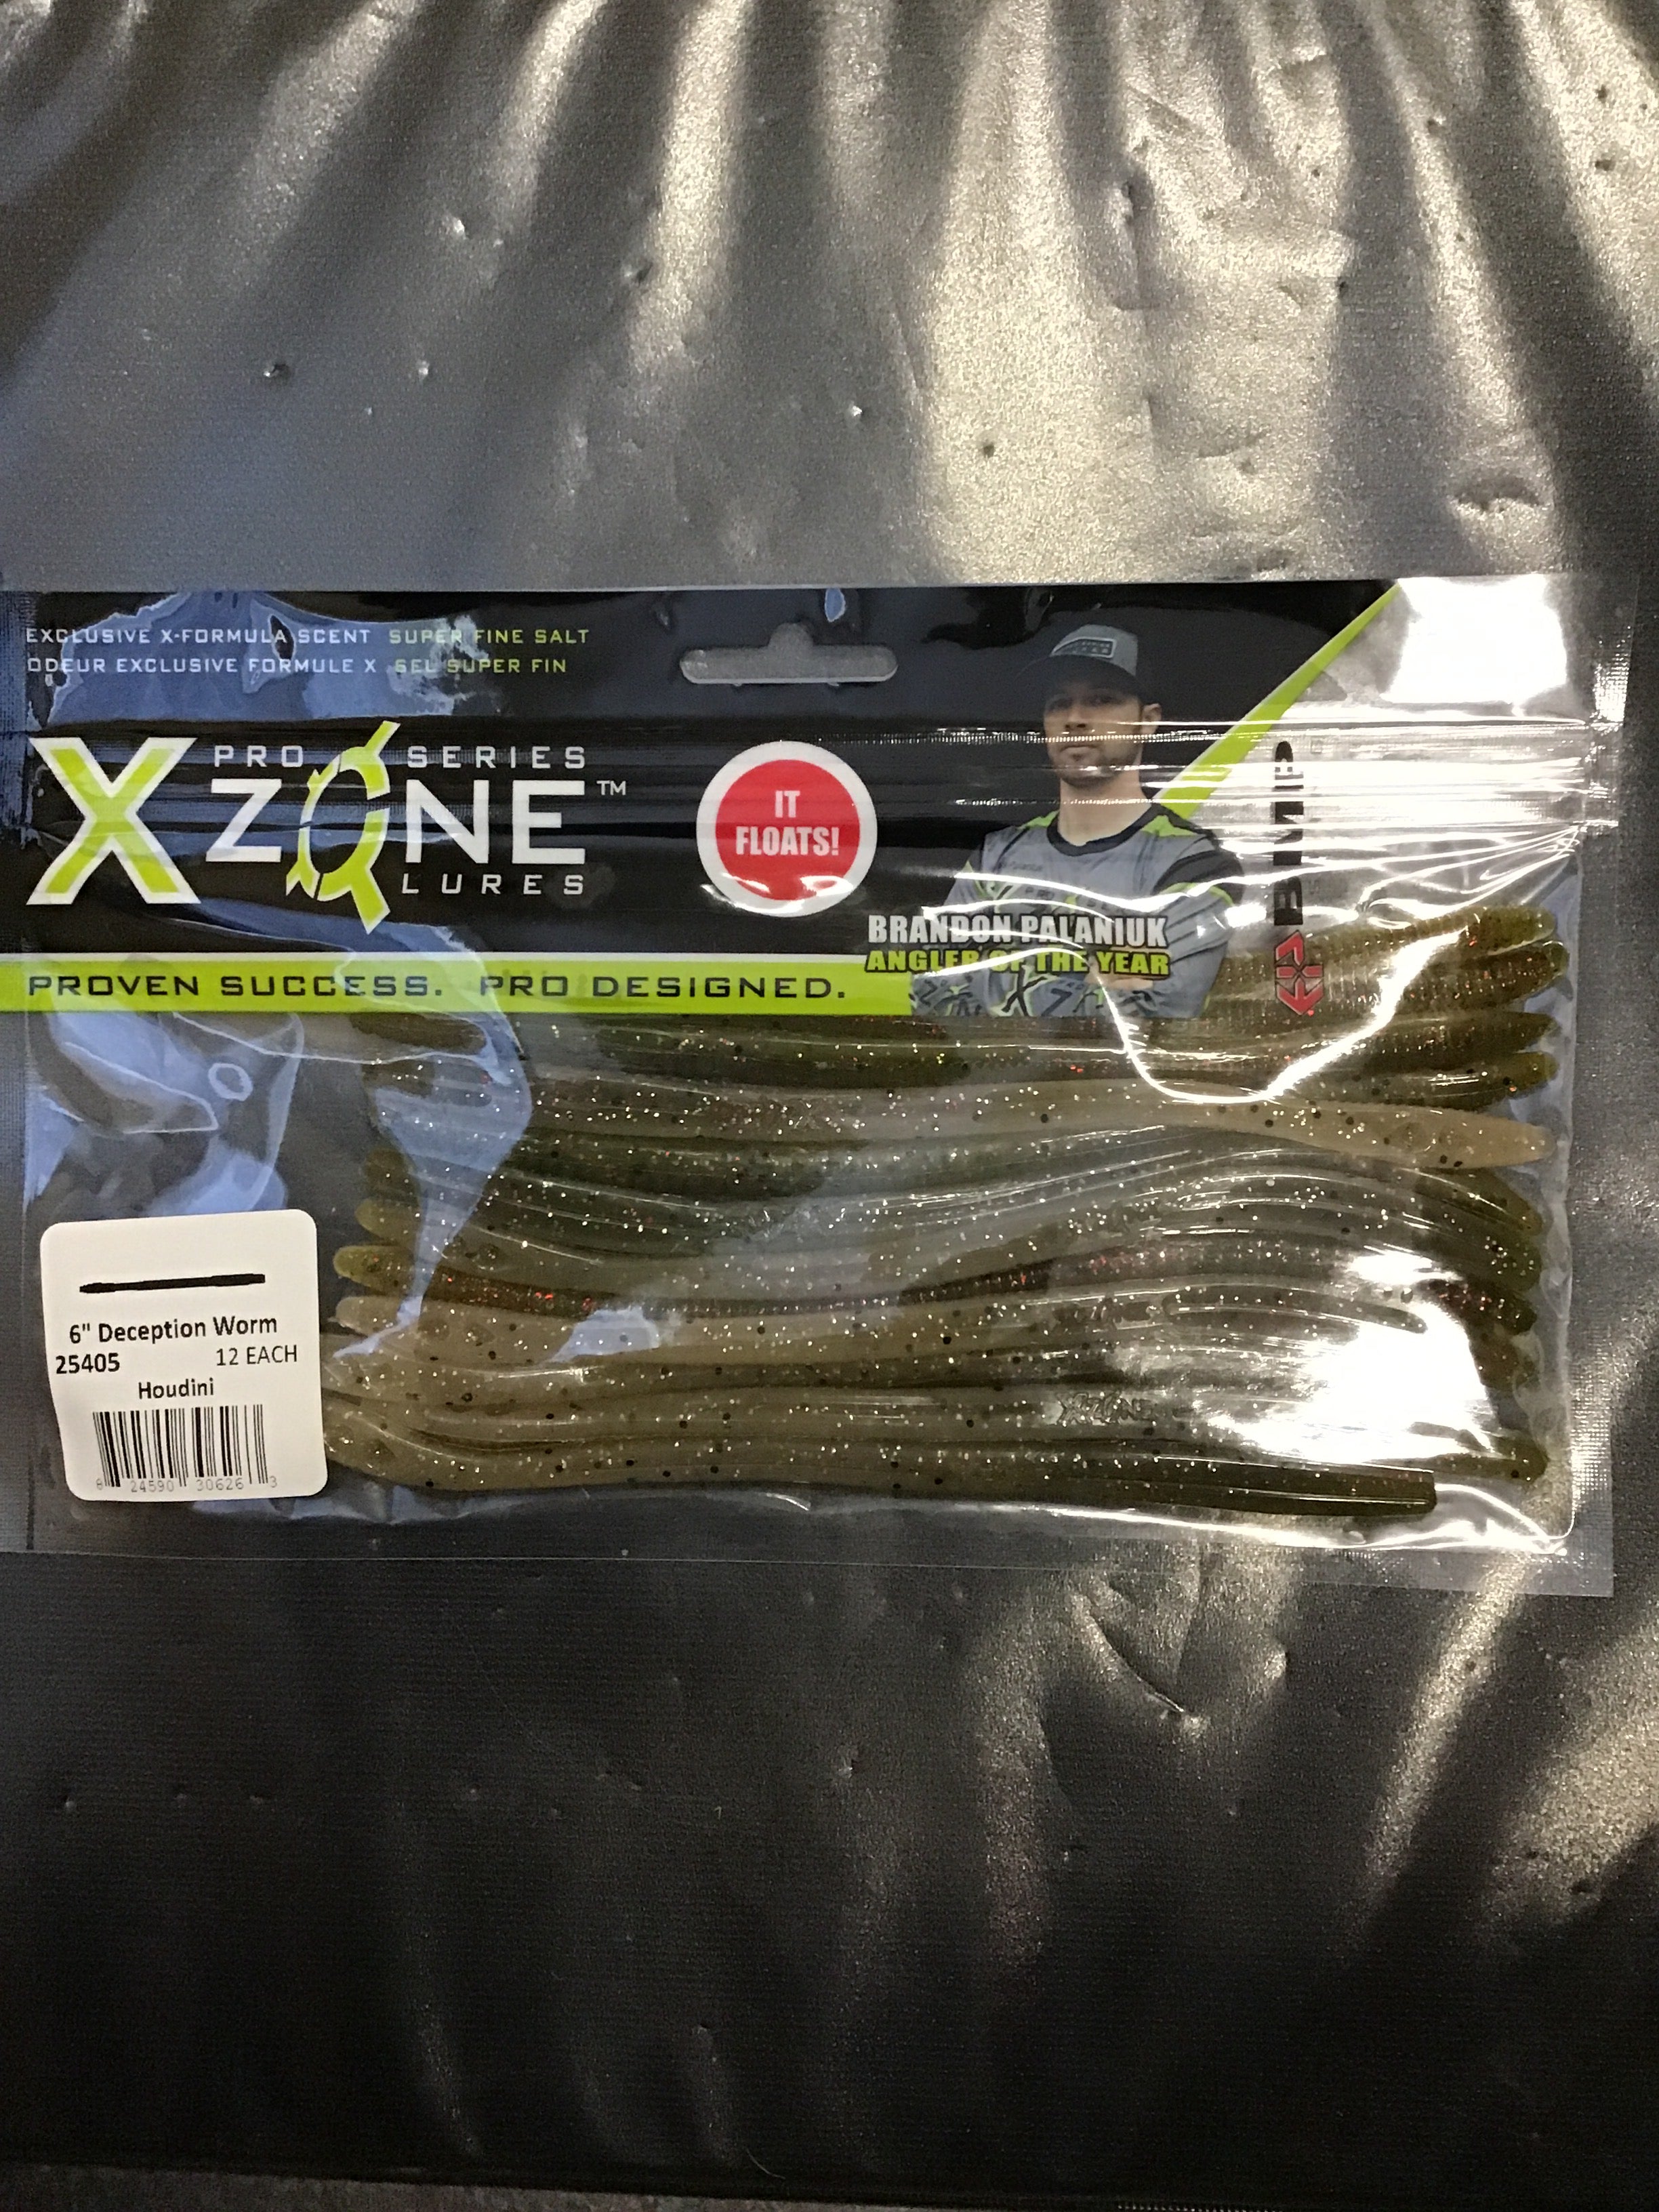 EXCLUSIVE X-FORMULA SCENT SUPER FINE SALT
ODEUR EXCLUSIVE FORMULE X SEL SUPER FIN
PRO SERIES
X ZONE™
LURES
IT
FLOATS!
BRANDON PALANIUK
ANGLER OF THE YEAR
PROVEN SUCCESS. PRO DESIGNED.
6" Deception Worm
25405 12 EACH
Houdini
8 24590 30626 3
XZONE